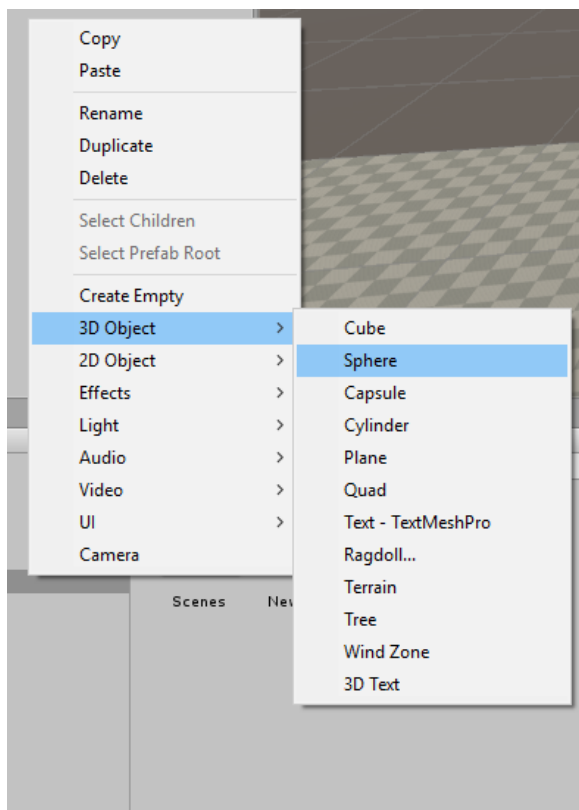 Copy
Paste
Rename
Duplicate
Delete
Select Children
Select Prefab Root
Create Empty
3D Object
2D Object
Effects
Light
Audio
Video
UI
Camera
Cube
Sphere
Capsule
Cylinder
Plane
Quad
Text - TextMeshPro
Ragdoll...
Terrain
Tree
Wind Zone
3D Text
Scenes